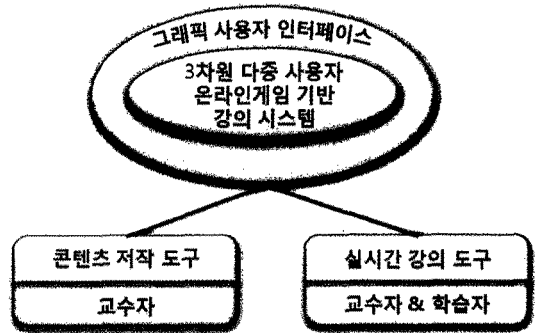 그래픽 사용자 인터페이스
3차원 다중 사용자
온라인게임 기반
강의 시스템
콘텐츠 저작 도구
교수자
실시간 강의 도구
교수자 & 학습자